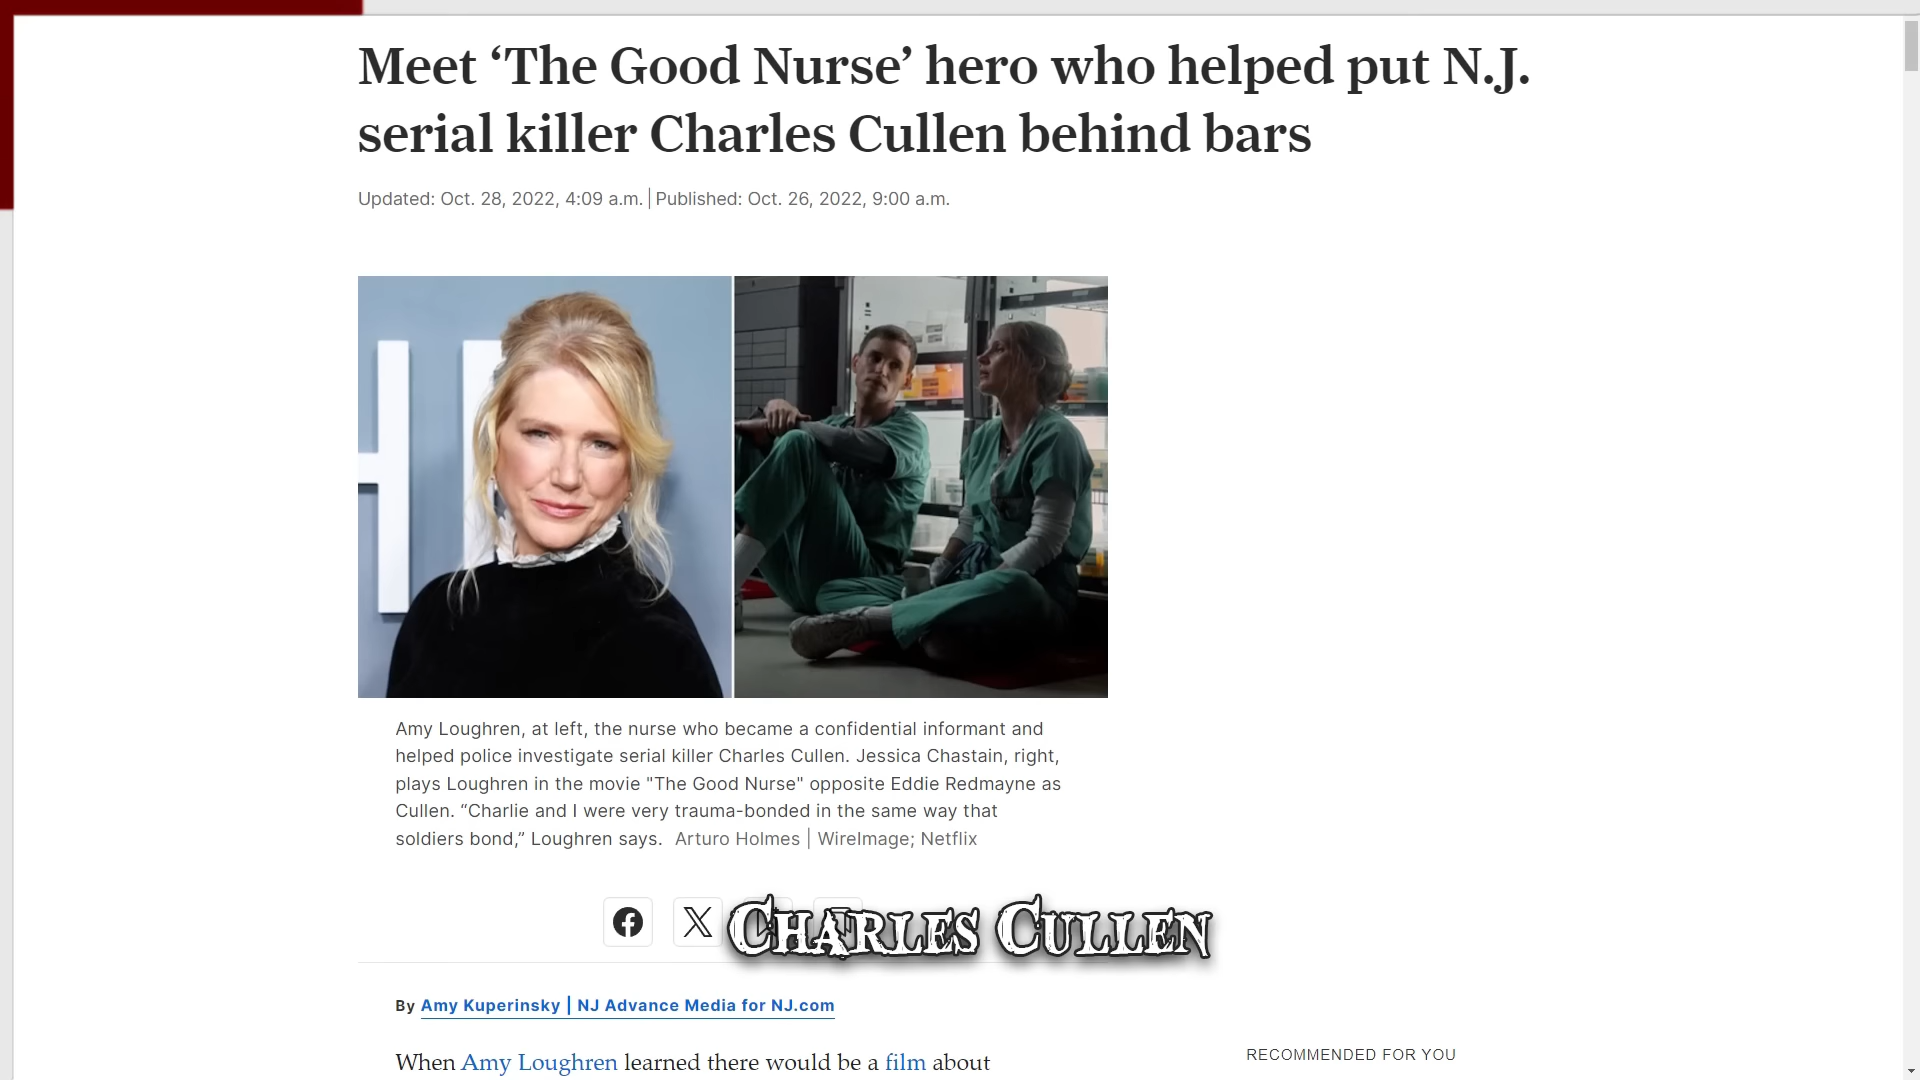 Meet ‘The Good Nurse’ hero who helped put N.J.
serial killer Charles Cullen behind bars
Updated: Oct. 28, 2022, 4:09 a.m. | Published: Oct. 26, 2022, 9:00 a.m.
Amy Loughren, at left, the nurse who became a confidential informant and
helped police investigate serial killer Charles Cullen. Jessica Chastain, right,
plays Loughren in the movie "The Good Nurse" opposite Eddie Redmayne as
Cullen. “Charlie and I were very trauma-bonded in the same way that
soldiers bond,” Loughren says. Arturo Holmes | WireImage; Netflix
Charles Cullen
By Amy Kuperinsky | NJ Advance Media for NJ.com
When Amy Loughren learned there would be a film about
RECOMMENDED FOR YOU